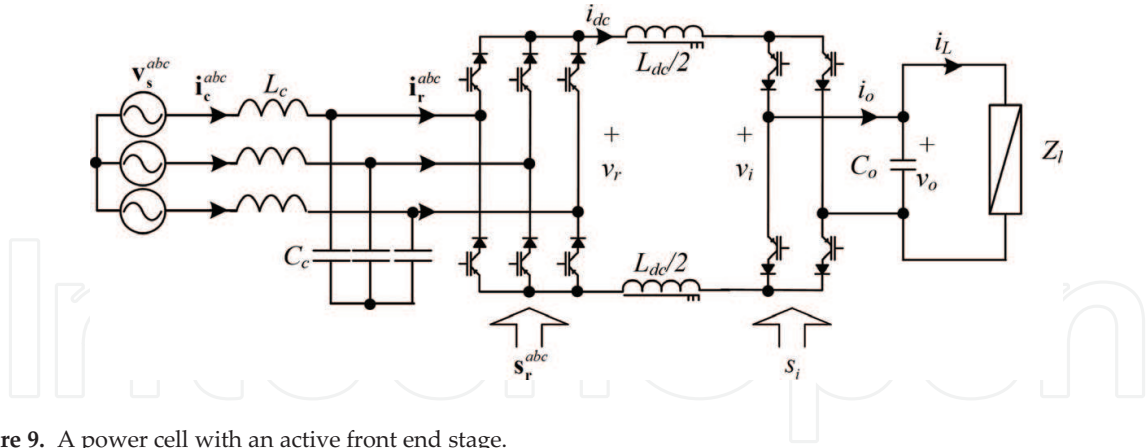 i_dc
L_dc/2
v_s^abc
i_c^abc
L_c
i_r^abc
i_L
i_o
+
v_r
+
v_i
C_o
+
v_o
Z_l
C_c
L_dc/2
s_r^abc
s_i
re 9. A power cell with an active front end stage.